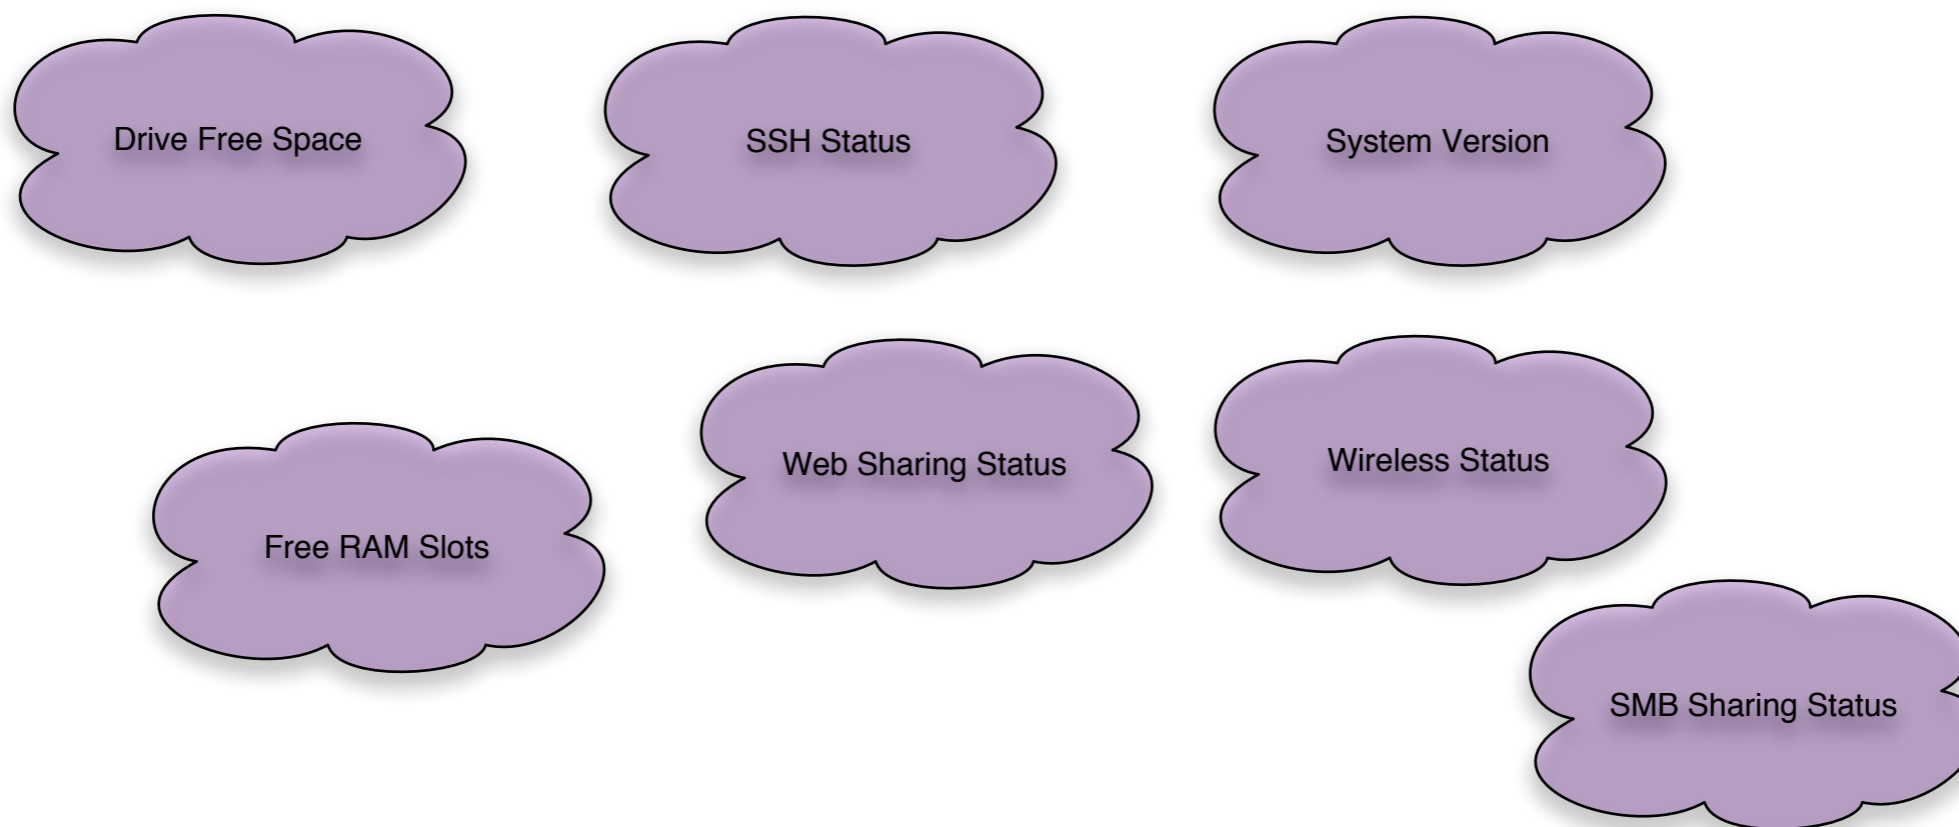 Drive Free Space
SSH Status
System Version
Web Sharing Status
Wireless Status
Free RAM Slots
SMB Sharing Status